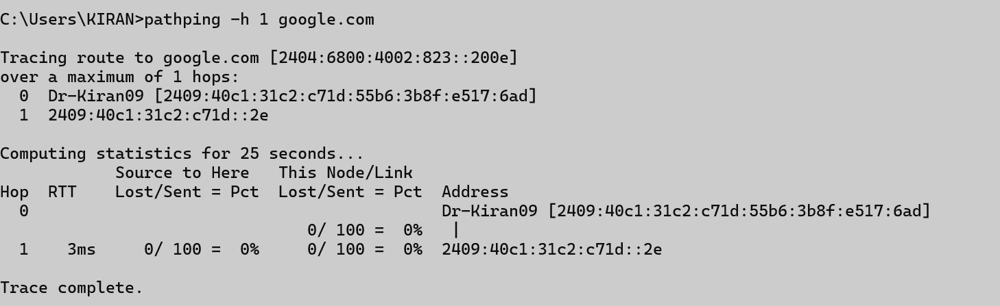 C:\Users\KIRAN>pathping -h 1 google.com
Tracing route to google.com [2404:6800:4002:823::200e]
over a maximum of 1 hops:
  0  Dr-Kiran09 [2409:40c1:31c2:c71d:55b6:3b8f:e517:6ad]
  1  2409:40c1:31c2:c71d::2e
Computing statistics for 25 seconds...
            Source to Here   This Node/Link
Hop  RTT    Lost/Sent = Pct  Lost/Sent = Pct  Address
  0                                           Dr-Kiran09 [2409:40c1:31c2:c71d:55b6:3b8f:e517:6ad]
                                0/ 100 =  0%   |
  1    3ms     0/ 100 =  0%     0/ 100 =  0%  2409:40c1:31c2:c71d::2e
Trace complete.